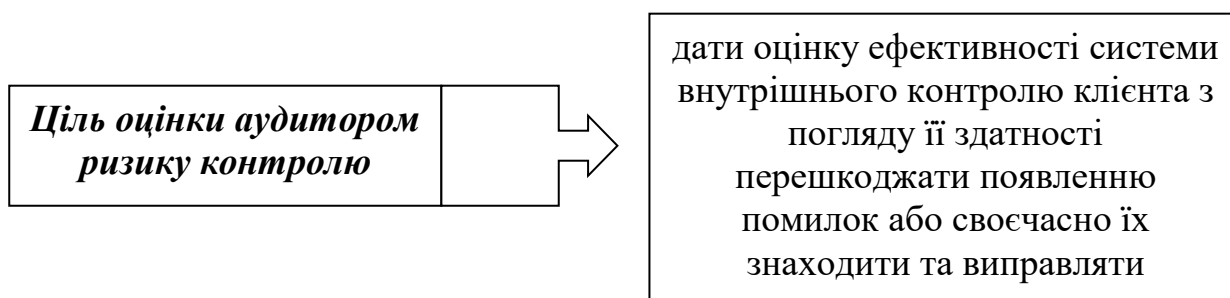 Ціль оцінки аудитором
ризику контролю
дати оцінку ефективності системи
внутрішнього контролю клієнта з
погляду її здатності
перешкоджати появленню
помилок або своєчасно їх
знаходити та виправляти